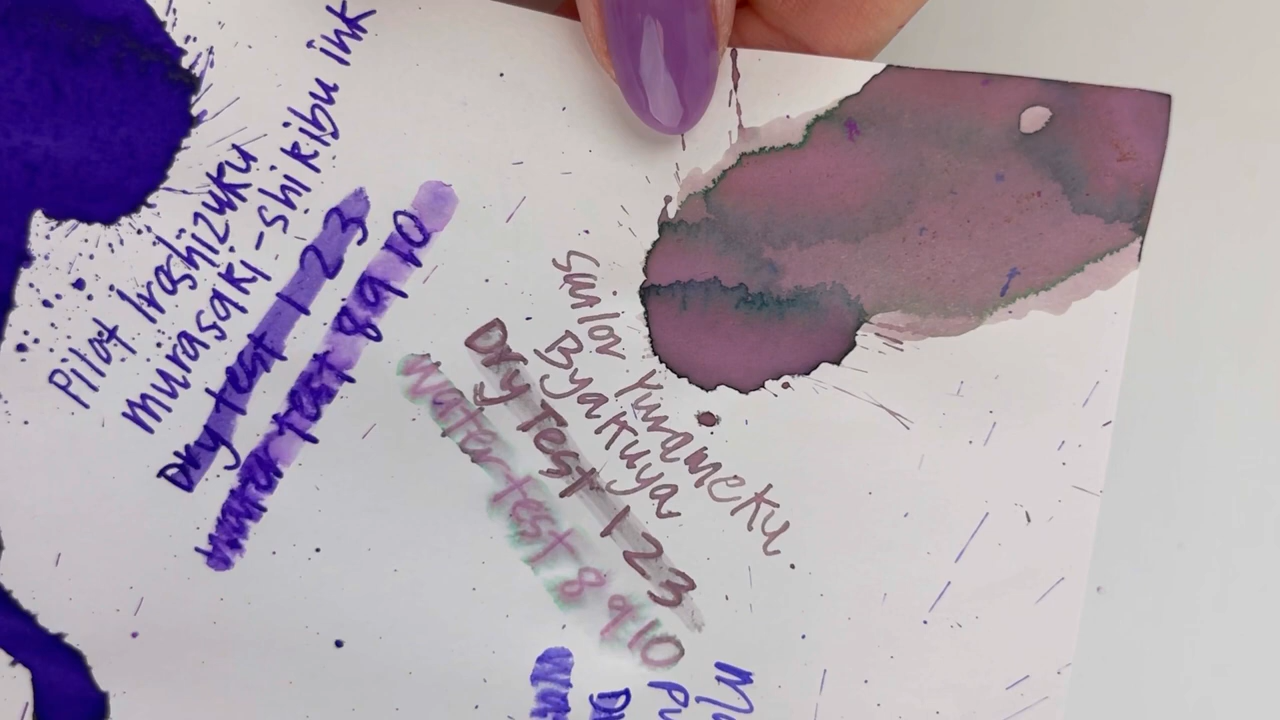 Pilot Iroshizuku
murasaki-shikibu ink
Dry test 1 2 3
water test 8 9 10
Sailor Yurameku
Byakuya
Dry Test 1 2 3
Water test 8 9 10